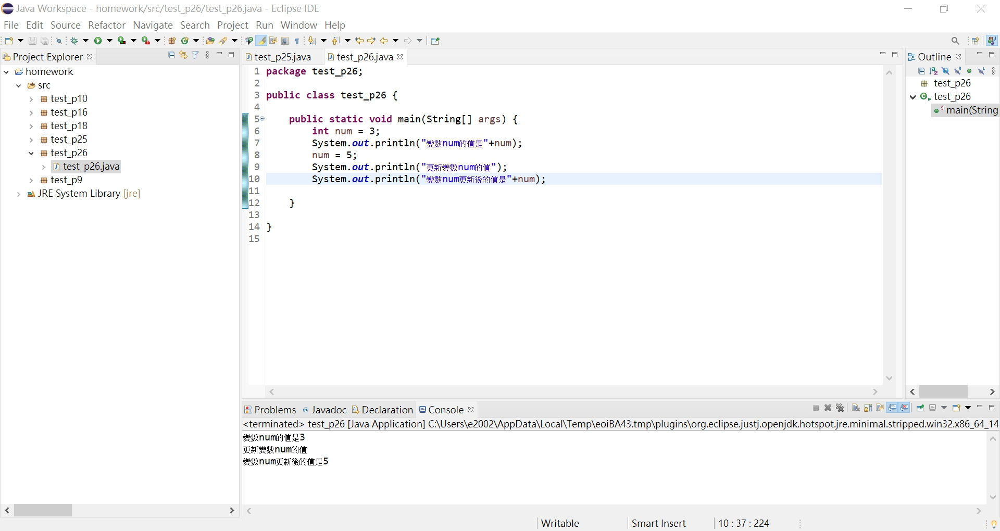 Java Workspace - homework/src/test_p26/test_p26.java - Eclipse IDE
File Edit Source Refactor Navigate Search Project Run Window Help
Project Explorer
homework
src
test_p10
test_p16
test_p18
test_p25
test_p26
test_p26.java
test_p9
JRE System Library [jre]
test_p25.java test_p26.java
1 package test_p26;
2
3 public class test_p26 {
4
5 public static void main(String[] args) {
6 int num = 3;
7 System.out.println("變數num的值是"+num);
8 num = 5;
9 System.out.println("更新變數num的值");
10 System.out.println("變數num更新後的值是"+num);
11
12 }
13
14 }
15
Outline
test_p26
test_p26
main(String
Problems @ Javadoc Declaration Console
<terminated> test_p26 [Java Application] C:\Users\e2002\AppData\Local\Temp\eoiBA43.tmp\plugins\org.eclipse.justj.openjdk.hotspot.jre.minimal.stripped.win32.x86_64_14
變數num的值是3
更新變數num的值
變數num更新後的值是5
Writable Smart Insert 10 : 37 : 224